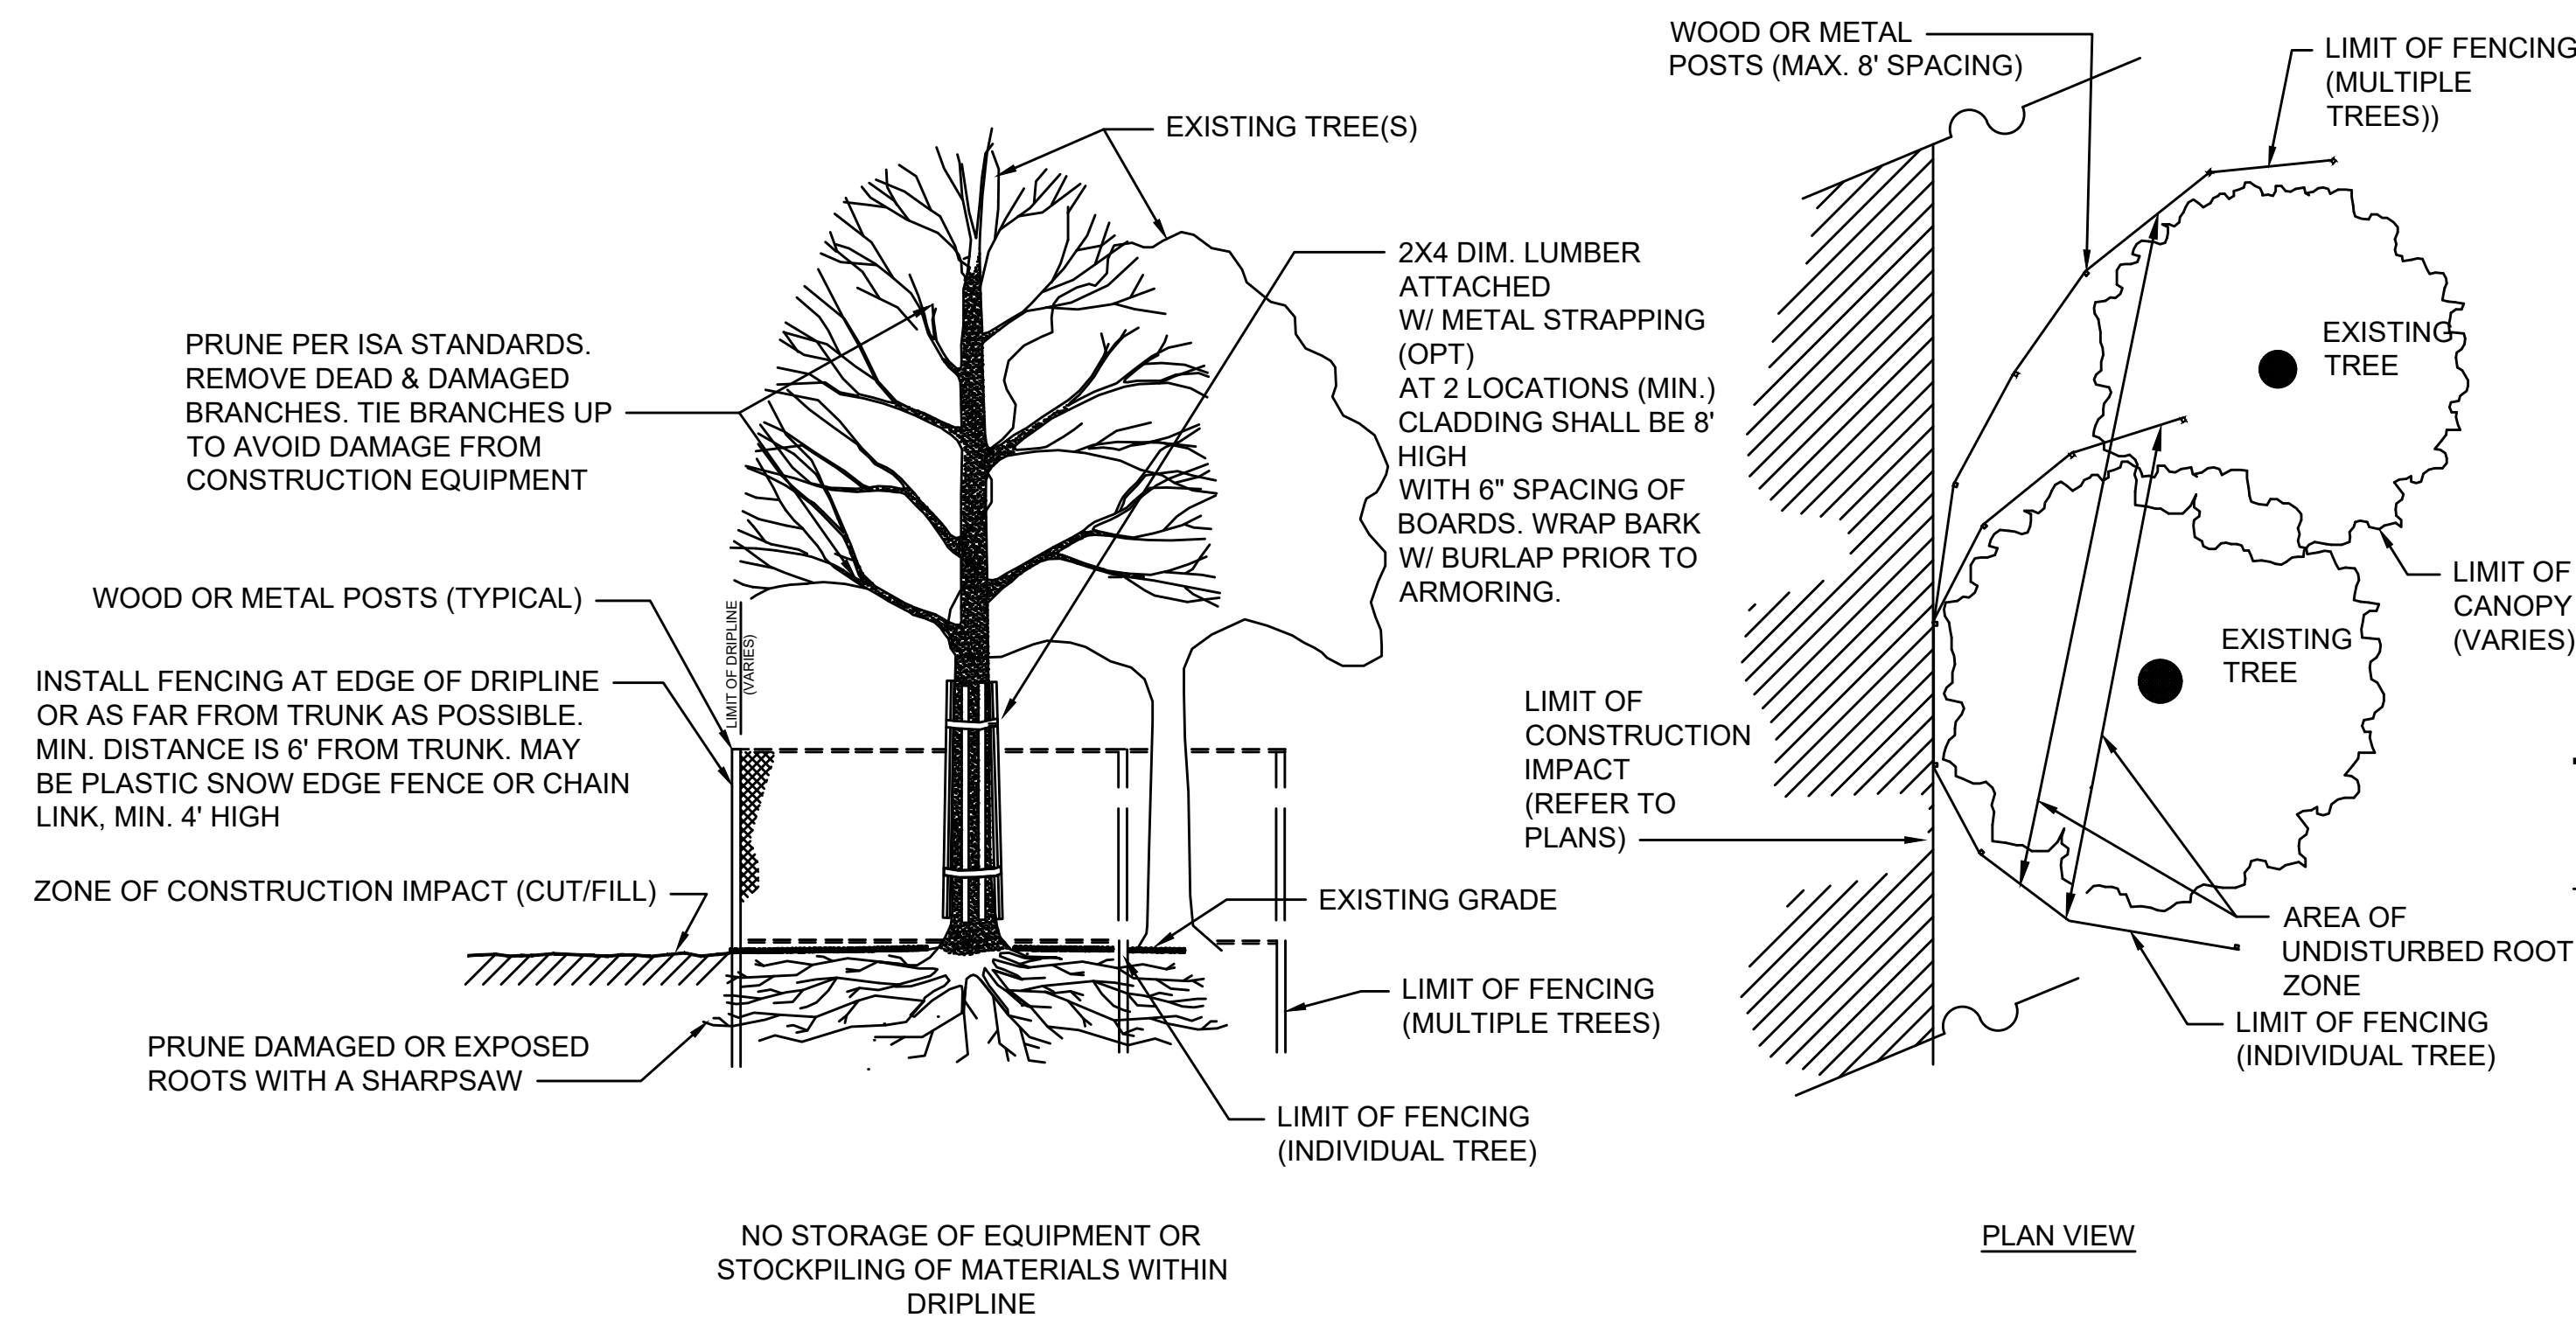 EXISTING TREE(S)
PRUNE PER ISA STANDARDS.
REMOVE DEAD & DAMAGED
BRANCHES. TIE BRANCHES UP
TO AVOID DAMAGE FROM
CONSTRUCTION EQUIPMENT
2X4 DIM. LUMBER
ATTACHED
W/ METAL STRAPPING
(OPT)
AT 2 LOCATIONS (MIN.)
CLADDING SHALL BE 8'
HIGH
WITH 6" SPACING OF
BOARDS. WRAP BARK
W/ BURLAP PRIOR TO
ARMORING.
WOOD OR METAL POSTS (TYPICAL)
LIMIT OF DRIPLINE
(VARIES)
INSTALL FENCING AT EDGE OF DRIPLINE
OR AS FAR FROM TRUNK AS POSSIBLE.
MIN. DISTANCE IS 6' FROM TRUNK. MAY
BE PLASTIC SNOW EDGE FENCE OR CHAIN
LINK, MIN. 4' HIGH
ZONE OF CONSTRUCTION IMPACT (CUT/FILL)
EXISTING GRADE
PRUNE DAMAGED OR EXPOSED
ROOTS WITH A SHARPSAW
LIMIT OF FENCING
(MULTIPLE TREES)
LIMIT OF FENCING
(INDIVIDUAL TREE)
NO STORAGE OF EQUIPMENT OR
STOCKPILING OF MATERIALS WITHIN
DRIPLINE
WOOD OR METAL
POSTS (MAX. 8' SPACING)
LIMIT OF FENCING
(MULTIPLE
TREES))
EXISTING
TREE
LIMIT OF
CANOPY
(VARIES)
EXISTING
TREE
LIMIT OF
CONSTRUCTION
IMPACT
(REFER TO
PLANS)
AREA OF
UNDISTURBED ROOT
ZONE
LIMIT OF FENCING
(INDIVIDUAL TREE)
PLAN VIEW